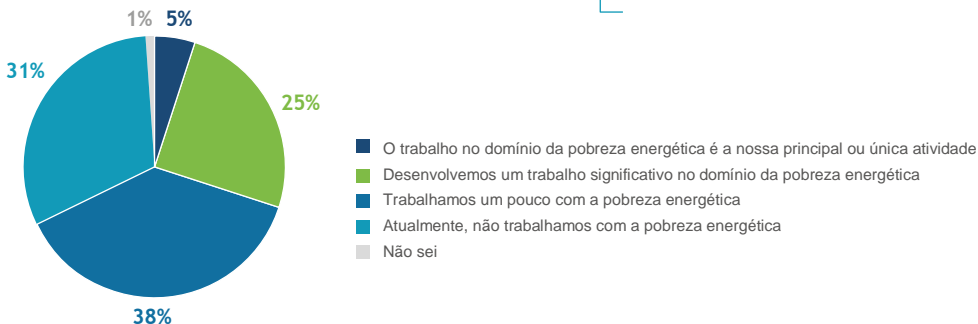 1% 5%
31%
25%
O trabalho no domínio da pobreza energética é a nossa principal ou única atividade
Desenvolvemos um trabalho significativo no domínio da pobreza energética
Trabalhamos um pouco com a pobreza energética
Atualmente, não trabalhamos com a pobreza energética
Não sei
38%